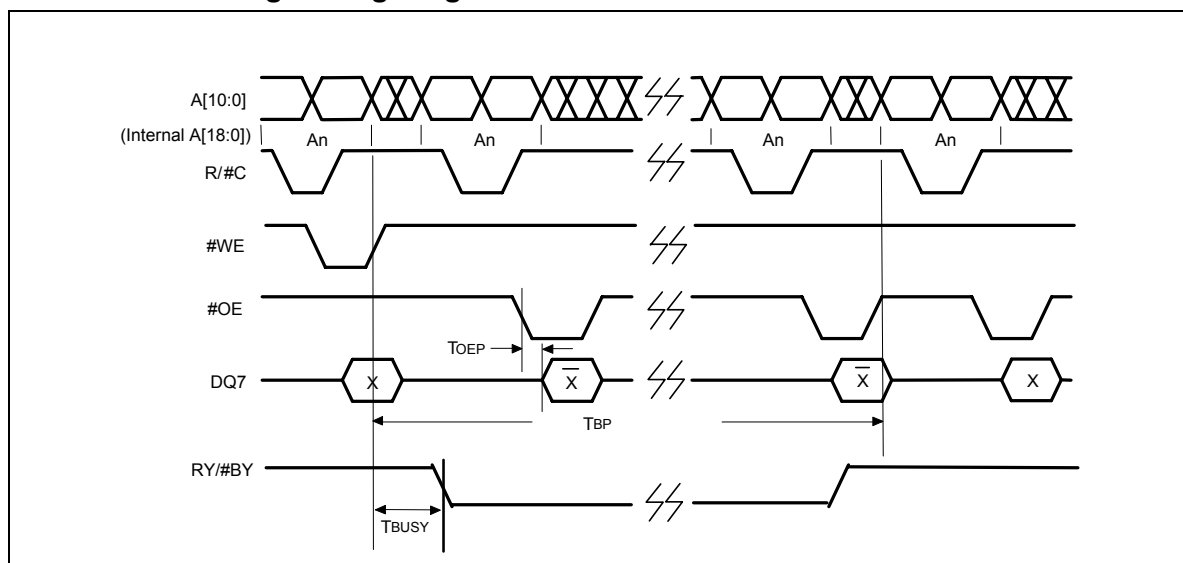 A[10:0]
(Internal A[18:0])
An
An
An
An
R/#C
#WE
#OE
TOEP
DQ7
X
X̅
X̅
X
TBP
RY/#BY
TBUSY